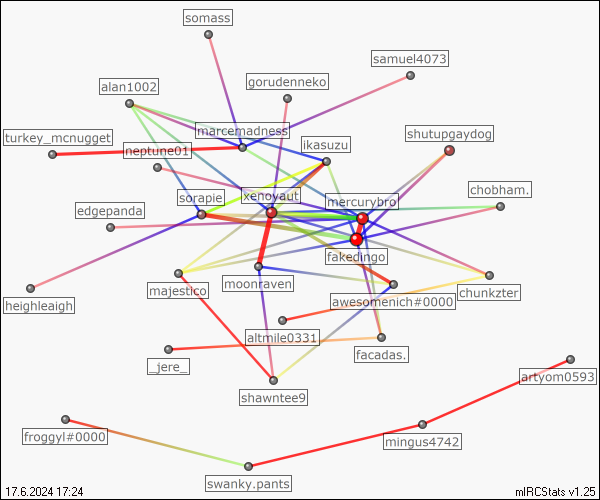 somass
samuel4073
gorudenneko
alan1002
marcemadness
shutupgaydog
turkey_mcnugget
ikasuzu
neptune01
chobham.
sorapie
xenoyaut
mercurybro
edgepanda
fakedingo
moonraven
majestico
chunkzter
awesomenich#0000
heighleaigh
altmile0331
facadas.
_jere_
artyom0593
shawntee9
froggyl#0000
mingus4742
swanky.pants
17.6.2024 17:24
mIRCStats v1.25